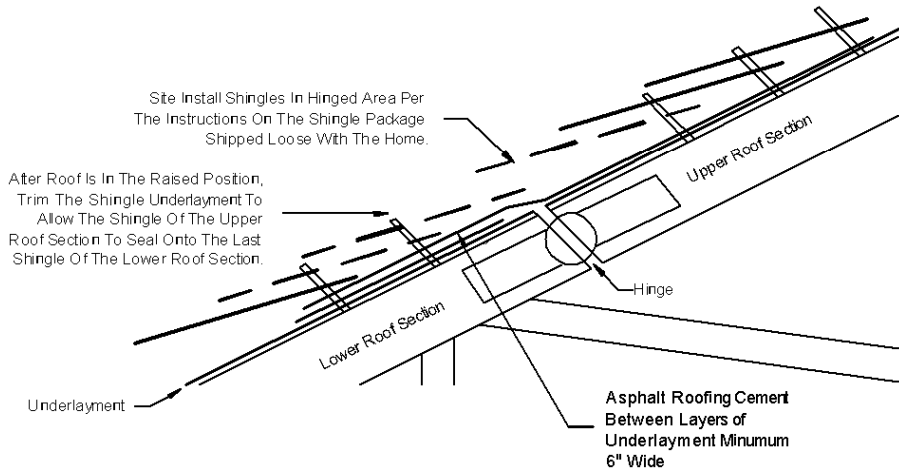 Site Install Shingles In Hinged Area Per
The Instructions On The Shingle Package
Shipped Loose With The Home.
After Roof Is In The Raised Position,
Trim The Shingle Underlayment To
Allow The Shingle Of The Upper
Roof Section To Seal Onto The Last
Shingle Of The Lower Roof Section.
Upper Roof Section
Hinge
Lower Roof Section
Underlayment
Asphalt Roofing Cement
Between Layers of
Underlayment Minumum
6" Wide